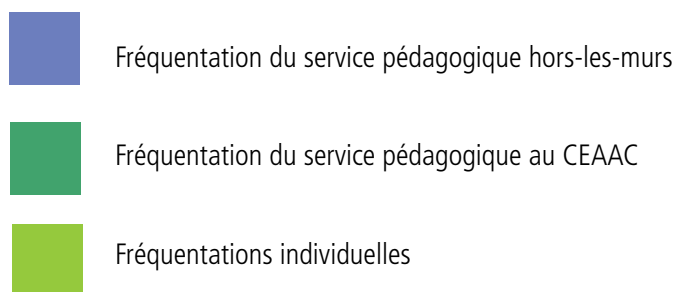 Fréquentation du service pédagogique hors-les-murs
Fréquentation du service pédagogique au CEAAC
Fréquentations individuelles